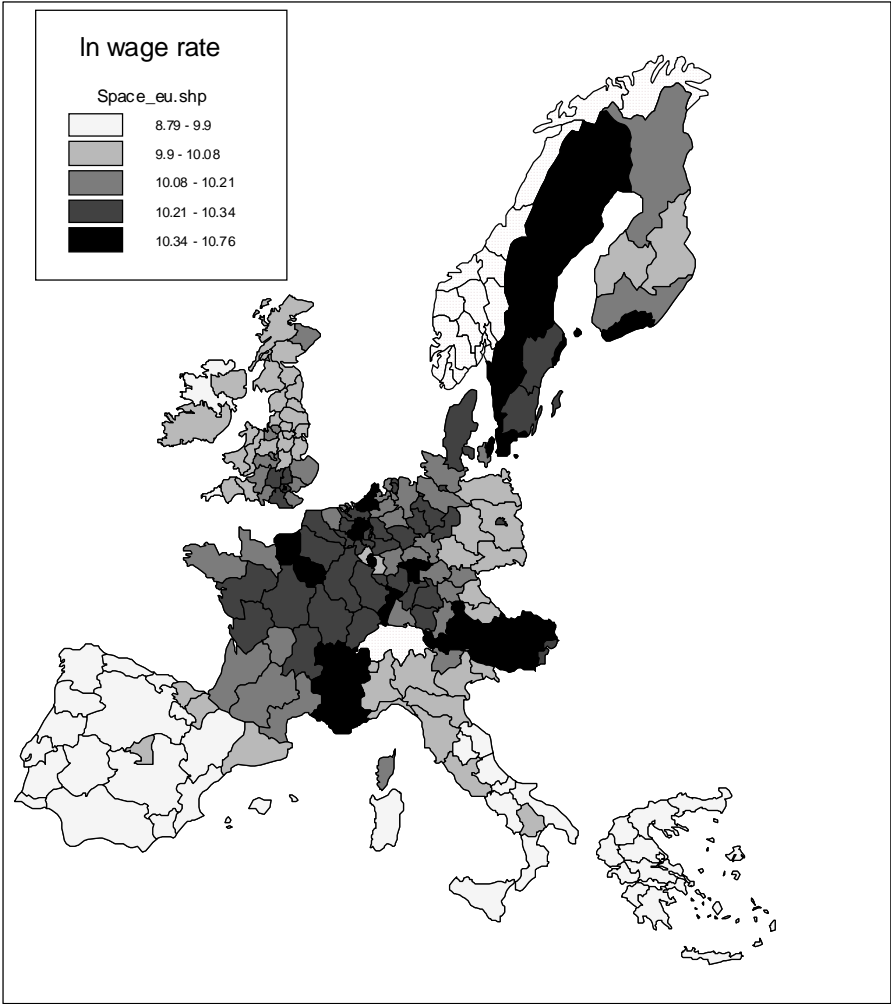 ln wage rate
Space_eu.shp
8.79 - 9.9
9.9 - 10.08
10.08 - 10.21
10.21 - 10.34
10.34 - 10.76